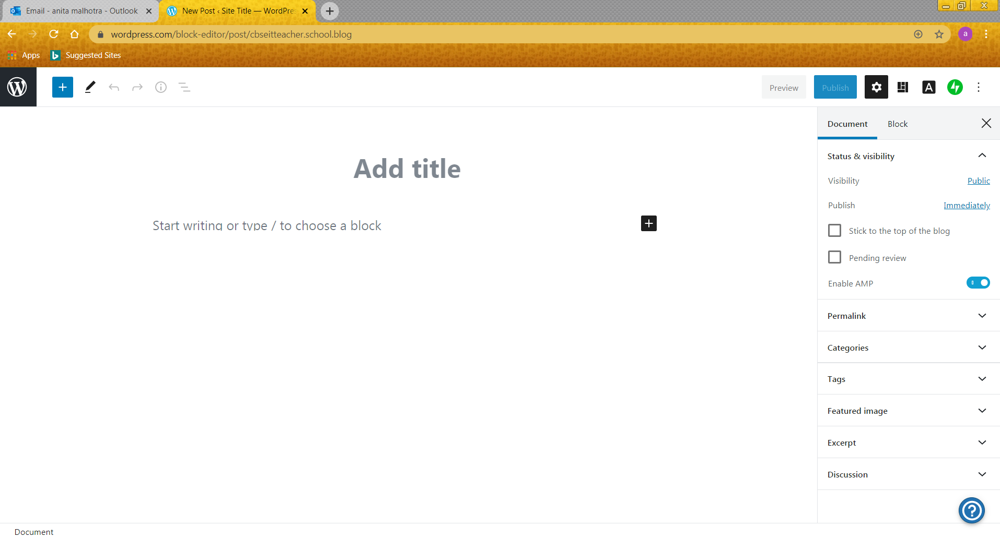 Email - anita malhotra - Outlook
New Post ‹ Site Title — WordPres
wordpress.com/block-editor/post/cbseitteacher.school.blog
a
Apps
Suggested Sites
Preview
Publish
A
Document
Block
Status & visibility
Add title
Visibility
Public
Publish
Immediately
Start writing or type / to choose a block
Stick to the top of the blog
Pending review
Enable AMP
Permalink
Categories
Tags
Featured image
Excerpt
Discussion
Document